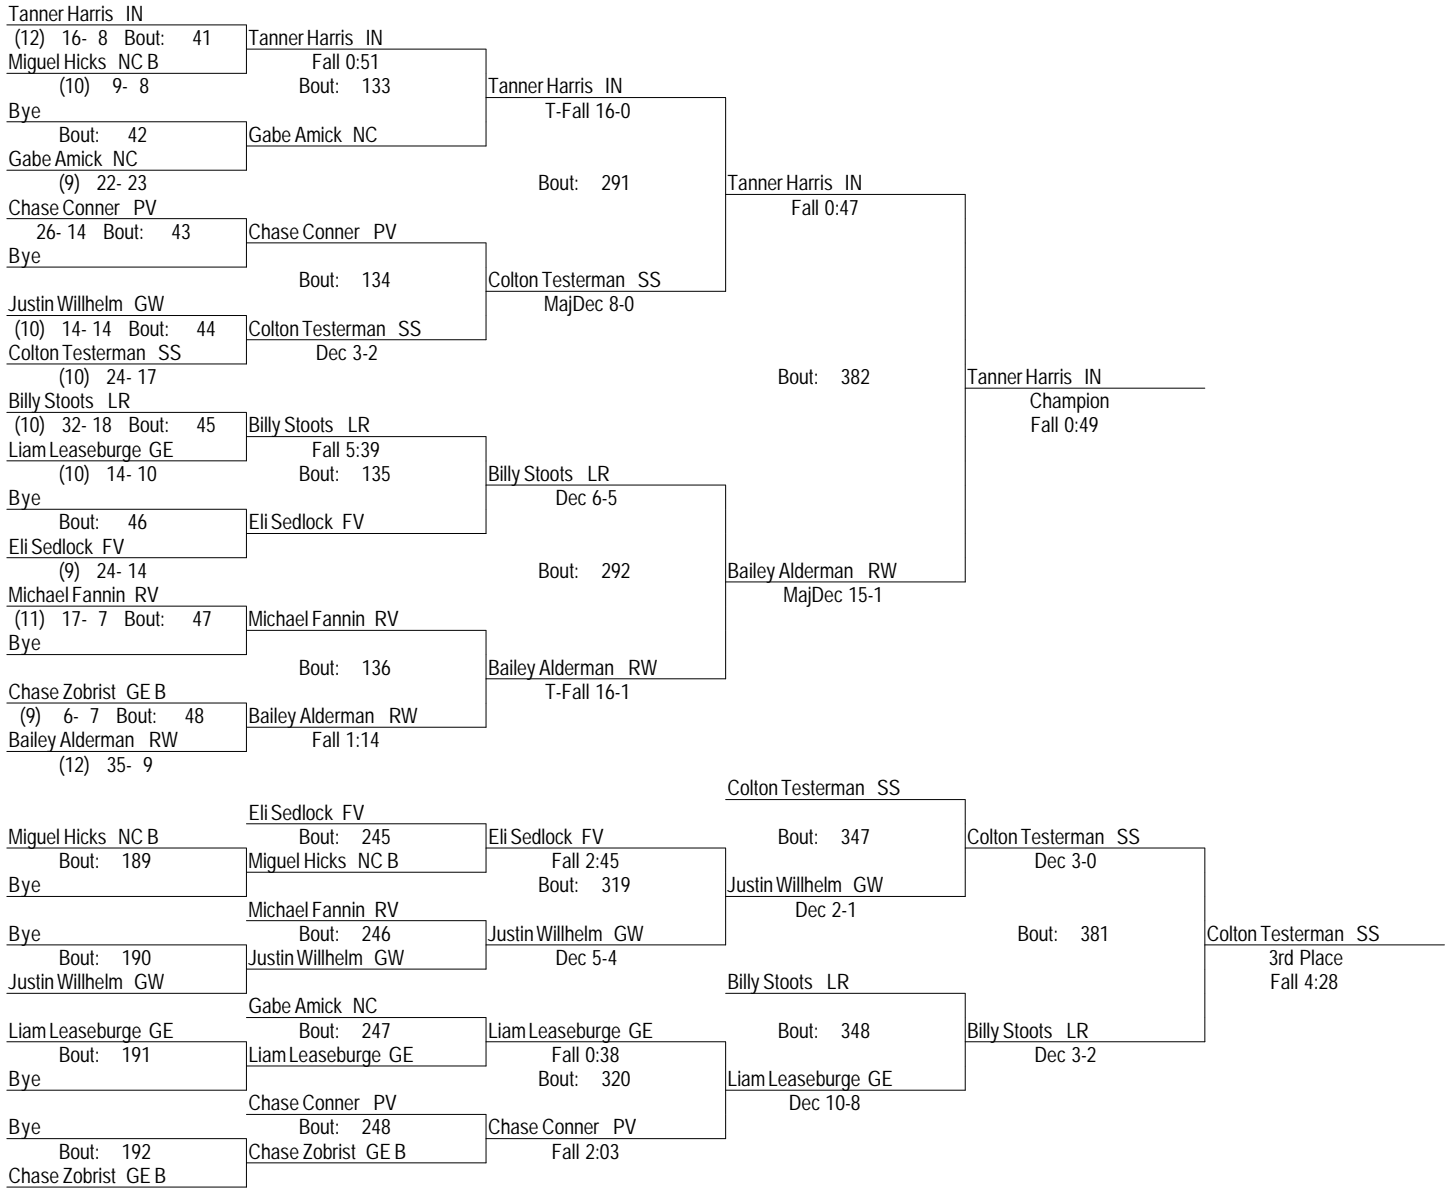 Tanner Harris IN
(12) 16- 8 Bout: 41
Tanner Harris IN
Miguel Hicks NC B
Fall 0:51
(10) 9- 8
Bout: 133
Tanner Harris IN
Bye
T-Fall 16-0
Bout: 42
Gabe Amick NC
Gabe Amick NC
(9) 22- 23
Bout: 291
Tanner Harris IN
Chase Conner PV
Fall 0:47
26- 14 Bout: 43
Chase Conner PV
Bye
Bout: 134
Colton Testerman SS
Justin Willhelm GW
MajDec 8-0
(10) 14- 14 Bout: 44
Colton Testerman SS
Colton Testerman SS
Dec 3-2
(10) 24- 17
Bout: 382
Tanner Harris IN
Billy Stoots LR
Champion
(10) 32- 18 Bout: 45
Billy Stoots LR
Fall 0:49
Liam Leaseburge GE
Fall 5:39
(10) 14- 10
Bout: 135
Billy Stoots LR
Bye
Dec 6-5
Bout: 46
Eli Sedlock FV
Eli Sedlock FV
(9) 24- 14
Bout: 292
Bailey Alderman RW
Michael Fannin RV
MajDec 15-1
(11) 17- 7 Bout: 47
Michael Fannin RV
Bye
Bout: 136
Bailey Alderman RW
Chase Zobrist GE B
T-Fall 16-1
(9) 6- 7 Bout: 48
Bailey Alderman RW
Bailey Alderman RW
Fall 1:14
(12) 35- 9
Colton Testerman SS
Eli Sedlock FV
Miguel Hicks NC B
Bout: 245
Eli Sedlock FV
Bout: 347
Colton Testerman SS
Bout: 189
Miguel Hicks NC B
Fall 2:45
Dec 3-0
Bye
Bout: 319
Justin Willhelm GW
Michael Fannin RV
Dec 2-1
Bye
Bout: 246
Justin Willhelm GW
Bout: 381
Colton Testerman SS
Bout: 190
Justin Willhelm GW
Dec 5-4
3rd Place
Justin Willhelm GW
Billy Stoots LR
Fall 4:28
Gabe Amick NC
Liam Leaseburge GE
Bout: 247
Liam Leaseburge GE
Bout: 348
Billy Stoots LR
Bout: 191
Liam Leaseburge GE
Fall 0:38
Dec 3-2
Bye
Bout: 320
Liam Leaseburge GE
Chase Conner PV
Dec 10-8
Bye
Bout: 248
Chase Conner PV
Bout: 192
Chase Zobrist GE B
Fall 2:03
Chase Zobrist GE B